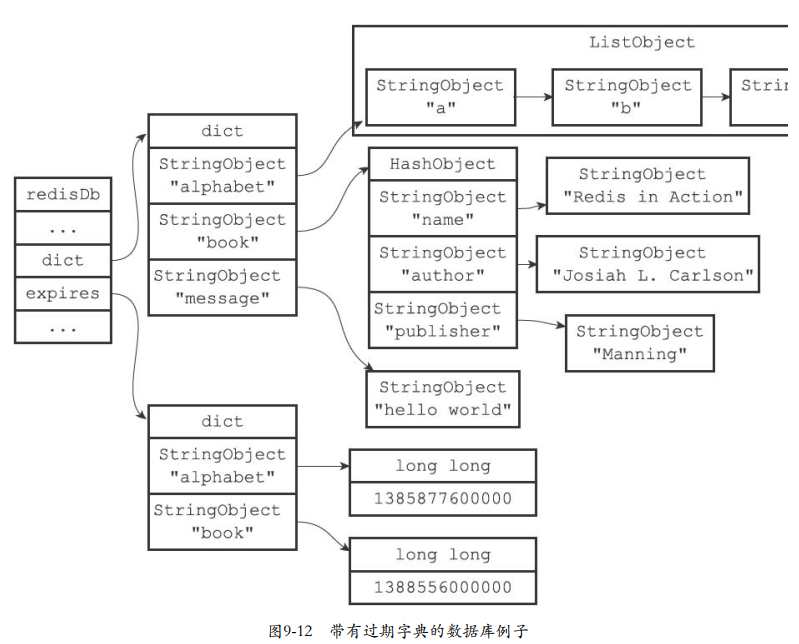 ListObject
StringObject
"a"
StringObject
"b"
dict
StringObject
"alphabet"
StringObject
"book"
StringObject
"message"
redisDb
...
dict
expires
...
HashObject
StringObject
"name"
StringObject
"author"
StringObject
"publisher"
StringObject
"Redis in Action"
StringObject
"Josiah L. Carlson"
StringObject
"Manning"
StringObject
"hello world"
dict
StringObject
"alphabet"
StringObject
"book"
long long
1385877600000
long long
1388556000000
图9-12 带有过期字典的数据库例子